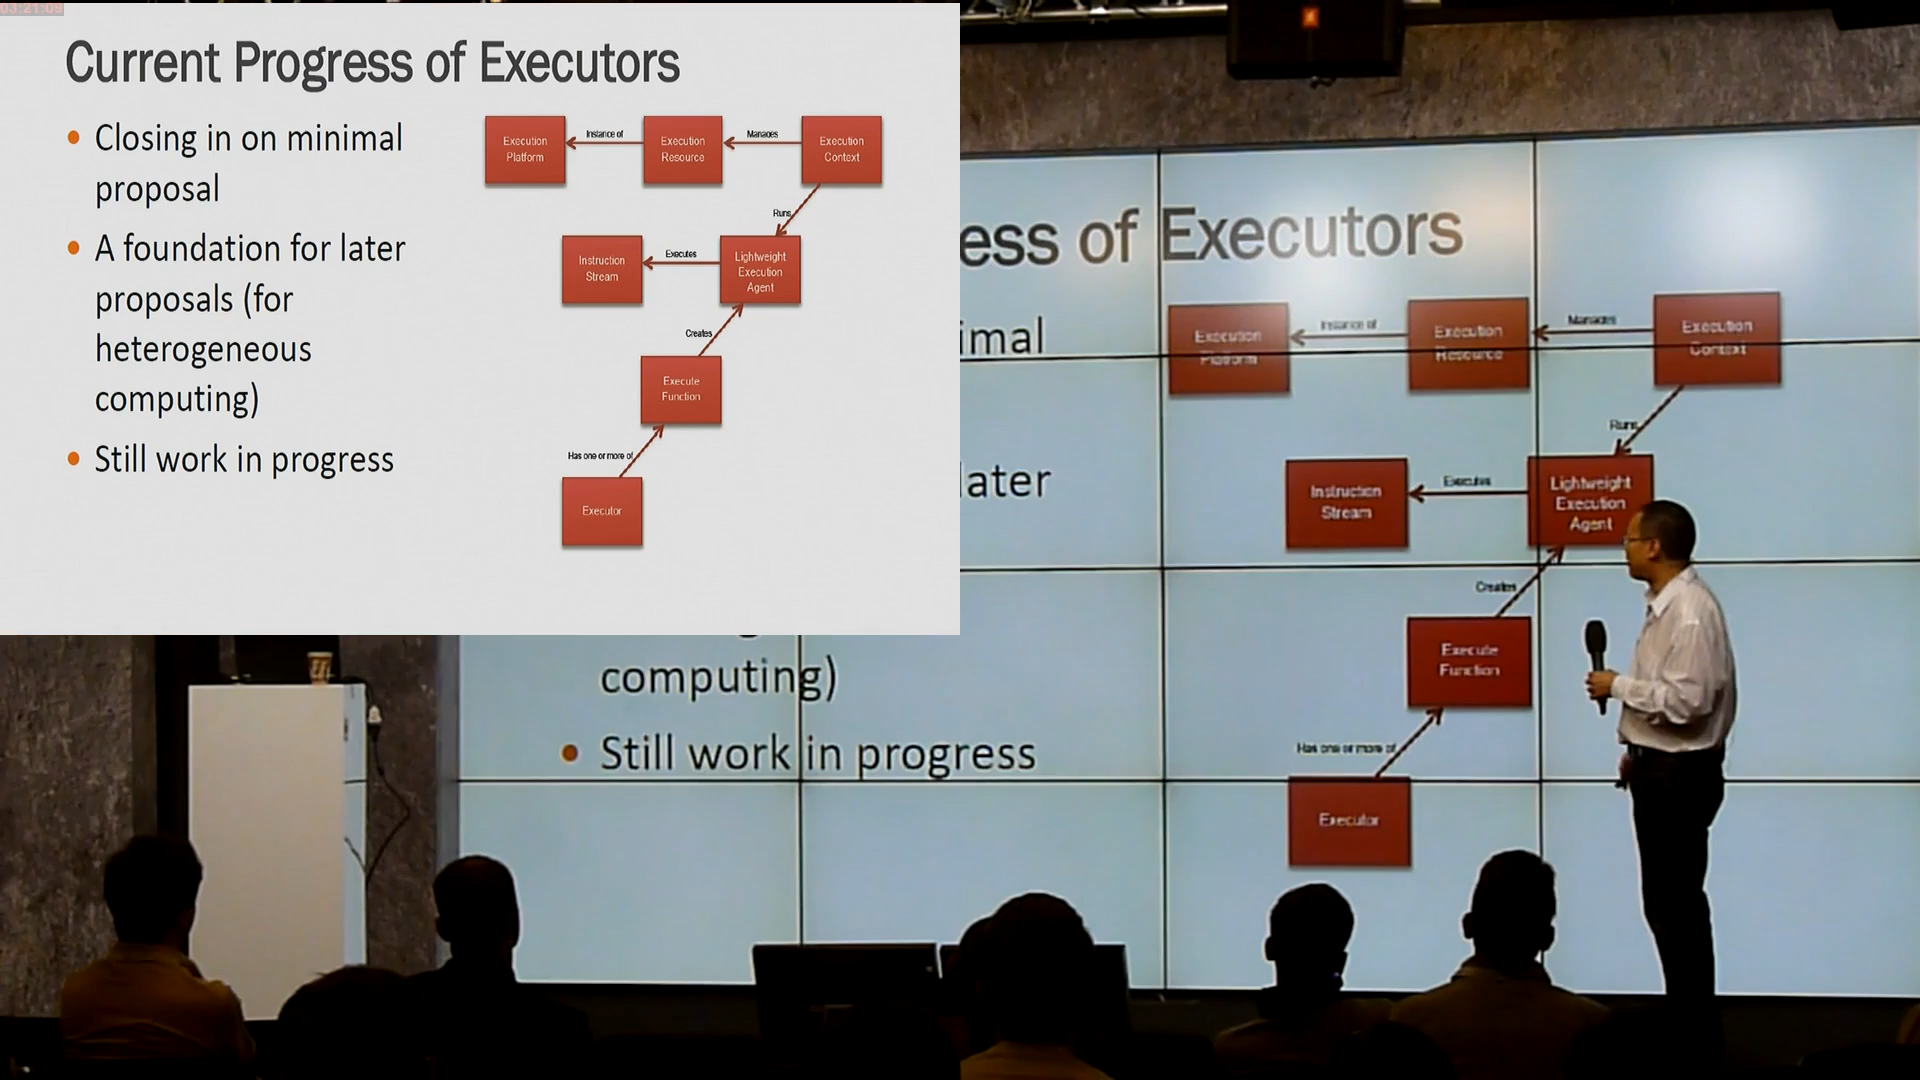 03:21:09
Current Progress of Executors
• Closing in on minimal
proposal
• A foundation for later
proposals (for
heterogeneous
computing)
• Still work in progress
Execution
Platform
Instance of
Execution
Resource
Manages
Execution
Context
Runs
Instruction
Stream
Executes
Lightweight
Execution
Agent
Creates
Execute
Function
Has one or more of
Executor
ess of Executors
imal
later
computing)
• Still work in progress
Execution
Platform
Instance of
Execution
Resource
Manages
Execution
Context
Runs
Instruction
Stream
Executes
Lightweight
Execution
Agent
Creates
Execute
Function
Has one or more of
Executor